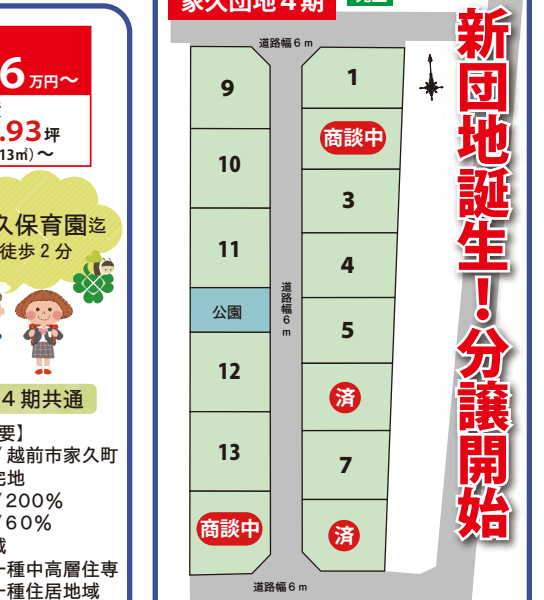 家久団地4期
6万円～
.93坪
13㎡)～
久保育園迄
徒歩2分
4期共通
要】
/越前市家久町
宅地
/200%
/60%
域
一種中高層住専
一種住居地域
道路幅6m
9
10
11
公園
12
13
商談中
道路幅6m
1
商談中
3
4
5
済
7
済
道路幅6m
新団地誕生!分譲開始